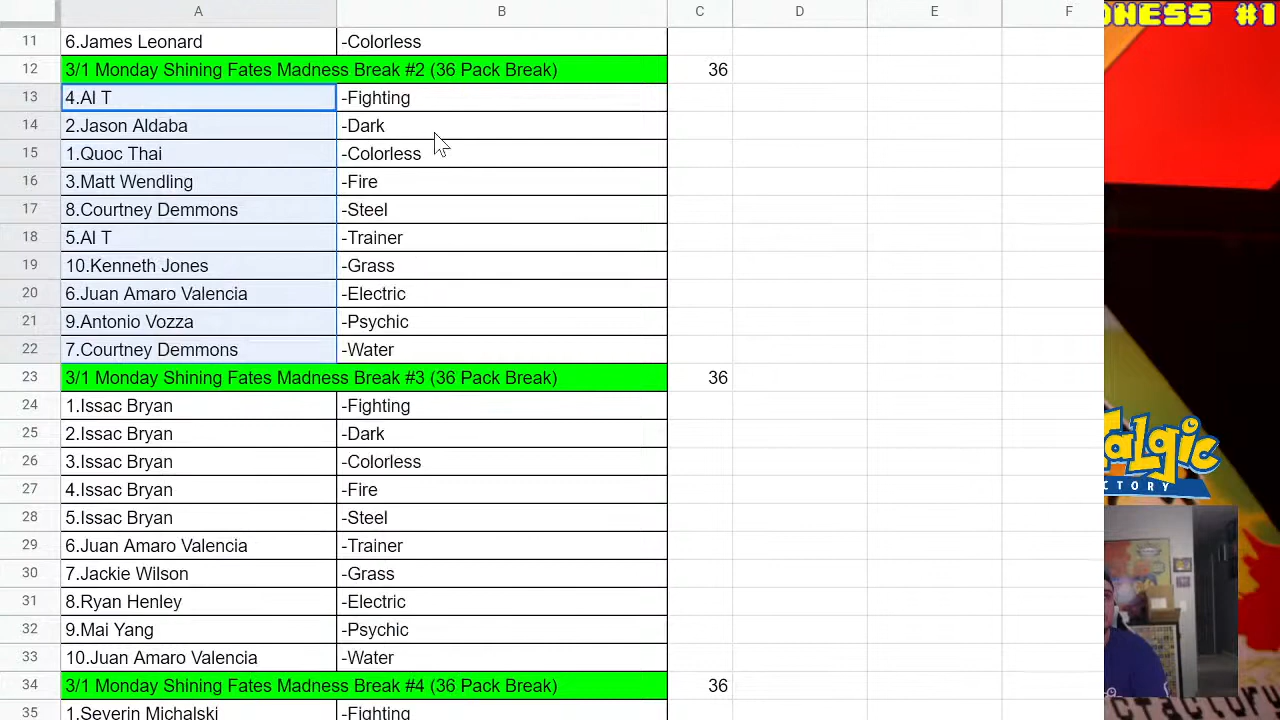 DNESS #1
A B C D E F
11 6.James Leonard -Colorless
12 3/1 Monday Shining Fates Madness Break #2 (36 Pack Break) 36
13 4.Al T -Fighting
14 2.Jason Aldaba -Dark
15 1.Quoc Thai -Colorless
16 3.Matt Wendling -Fire
17 8.Courtney Demmons -Steel
18 5.Al T -Trainer
19 10.Kenneth Jones -Grass
20 6.Juan Amaro Valencia -Electric
21 9.Antonio Vozza -Psychic
22 7.Courtney Demmons -Water
23 3/1 Monday Shining Fates Madness Break #3 (36 Pack Break) 36
24 1.Issac Bryan -Fighting
25 2.Issac Bryan -Dark
26 3.Issac Bryan -Colorless
27 4.Issac Bryan -Fire
28 5.Issac Bryan -Steel
29 6.Juan Amaro Valencia -Trainer
30 7.Jackie Wilson -Grass
31 8.Ryan Henley -Electric
32 9.Mai Yang -Psychic
33 10.Juan Amaro Valencia -Water
34 3/1 Monday Shining Fates Madness Break #4 (36 Pack Break) 36
35 1.Severin Michalski -Fighting
talgic
CTORY